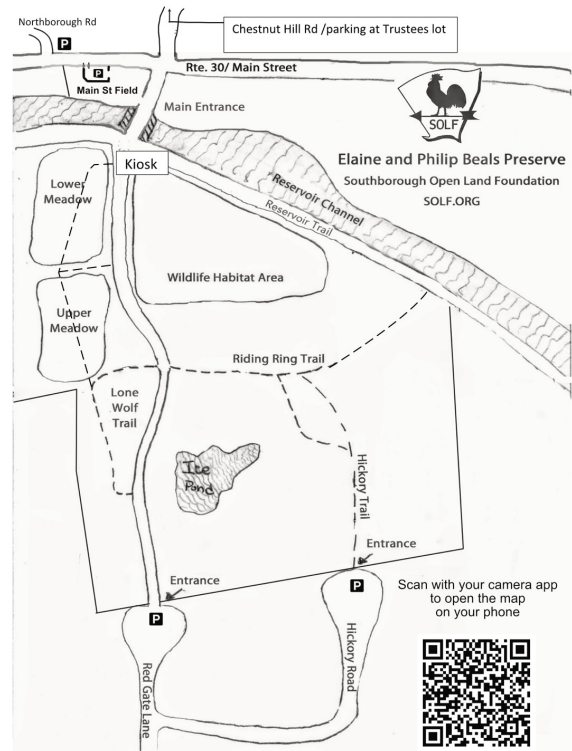 Northborough Rd
P
Chestnut Hill Rd /parking at Trustees lot
P
Rte. 30/ Main Street
Main St Field
Main Entrance
SOLF
Kiosk
Elaine and Philip Beals Preserve
Southborough Open Land Foundation
SOLF.ORG
Lower
Meadow
Reservoir Channel
Reservoir Trail
Wildlife Habitat Area
Upper
Meadow
Riding Ring Trail
Lone
Wolf
Trail
Ice
Pond
Hickory Trail
Entrance
Entrance
P
P
Scan with your camera app
to open the map
on your phone
Red Gate Lane
Hickory Road